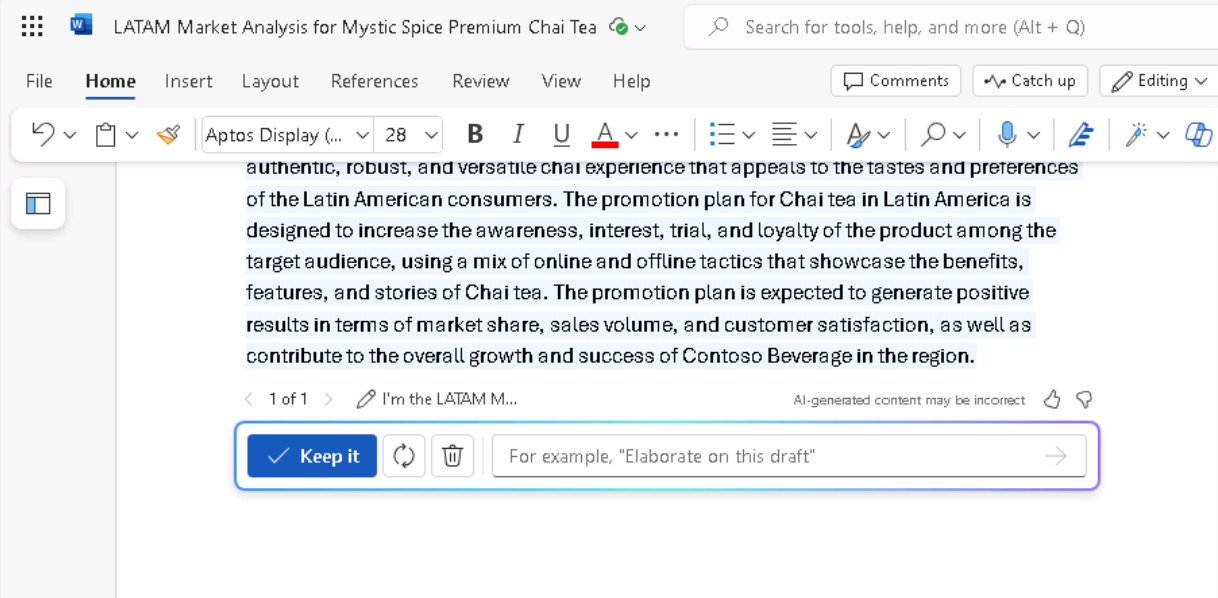 LATAM Market Analysis for Mystic Spice Premium Chai Tea
Search for tools, help, and more (Alt + Q)
File Home Insert Layout References Review View Help
Comments Catch up Editing
Aptos Display (... 28 B I U A
authentic, robust, and versatile chai experience that appeals to the tastes and preferences
of the Latin American consumers. The promotion plan for Chai tea in Latin America is
designed to increase the awareness, interest, trial, and loyalty of the product among the
target audience, using a mix of online and offline tactics that showcase the benefits,
features, and stories of Chai tea. The promotion plan is expected to generate positive
results in terms of market share, sales volume, and customer satisfaction, as well as
contribute to the overall growth and success of Contoso Beverage in the region.
1 of 1 I'm the LATAM M... AI-generated content may be incorrect
Keep it For example, "Elaborate on this draft"